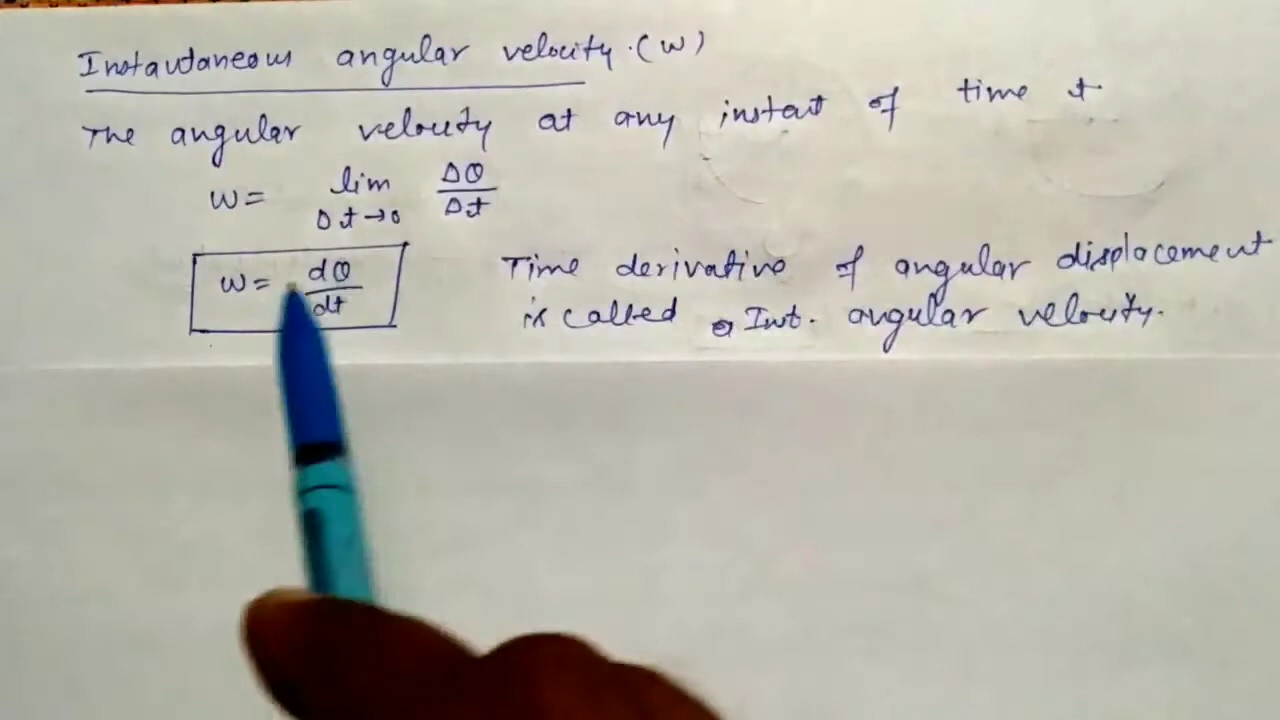 Instantaneous angular velocity. (w)
The angular velocity at any instant of time t
w = lim Δt→0 Δθ/Δt
w = dθ/dt
Time derivative of angular displacement
is called Inst. angular velocity.